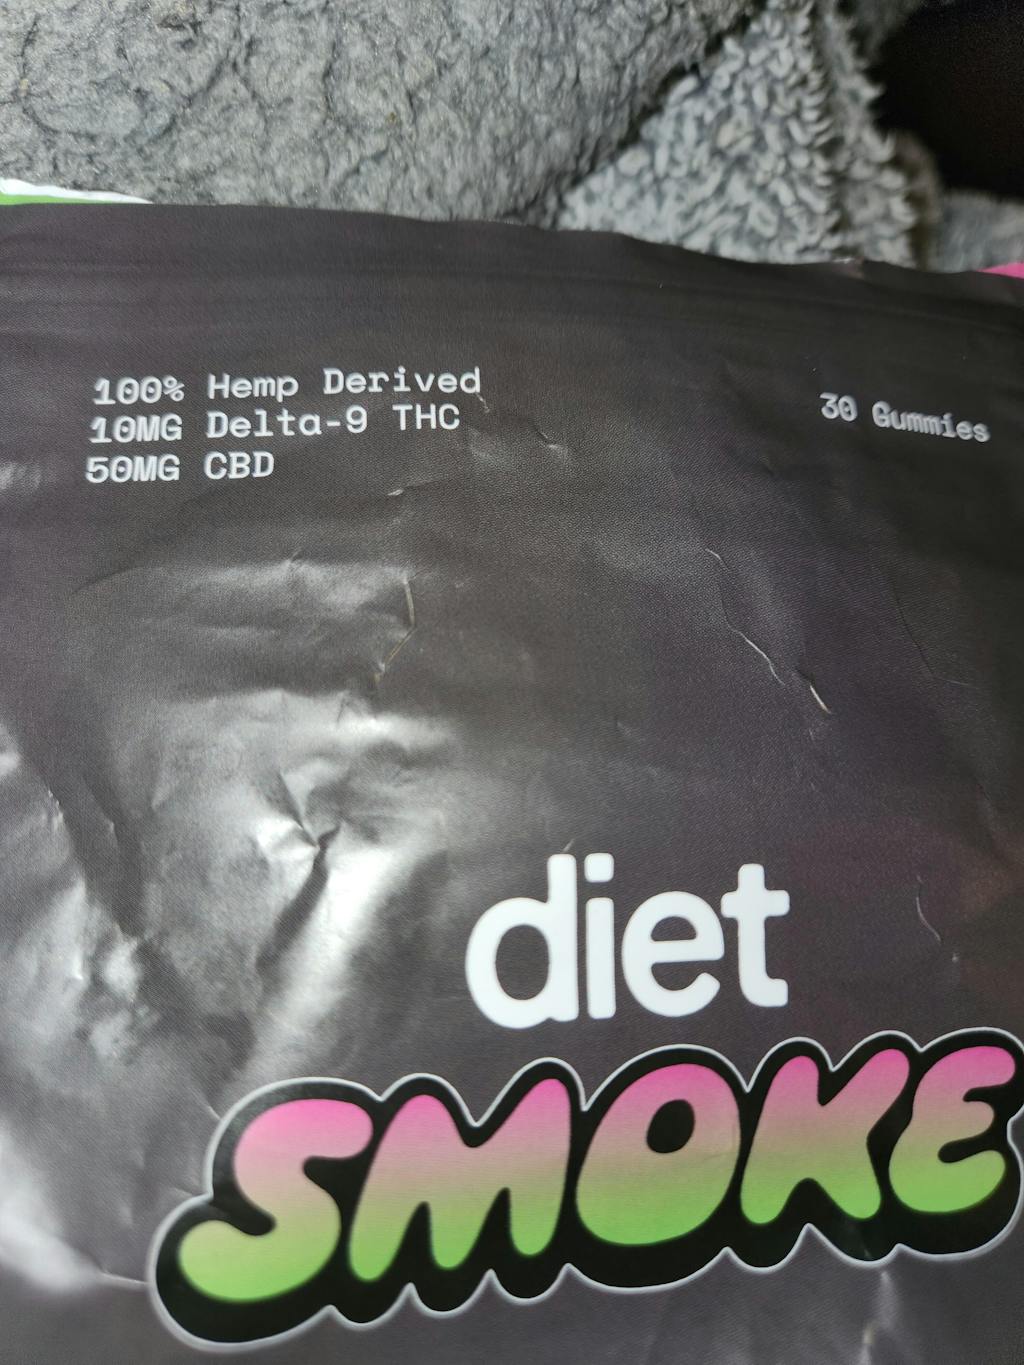 100% Hemp Derived
10MG Delta-9 THC
50MG CBD
30 Gummies
diet
SMOKE